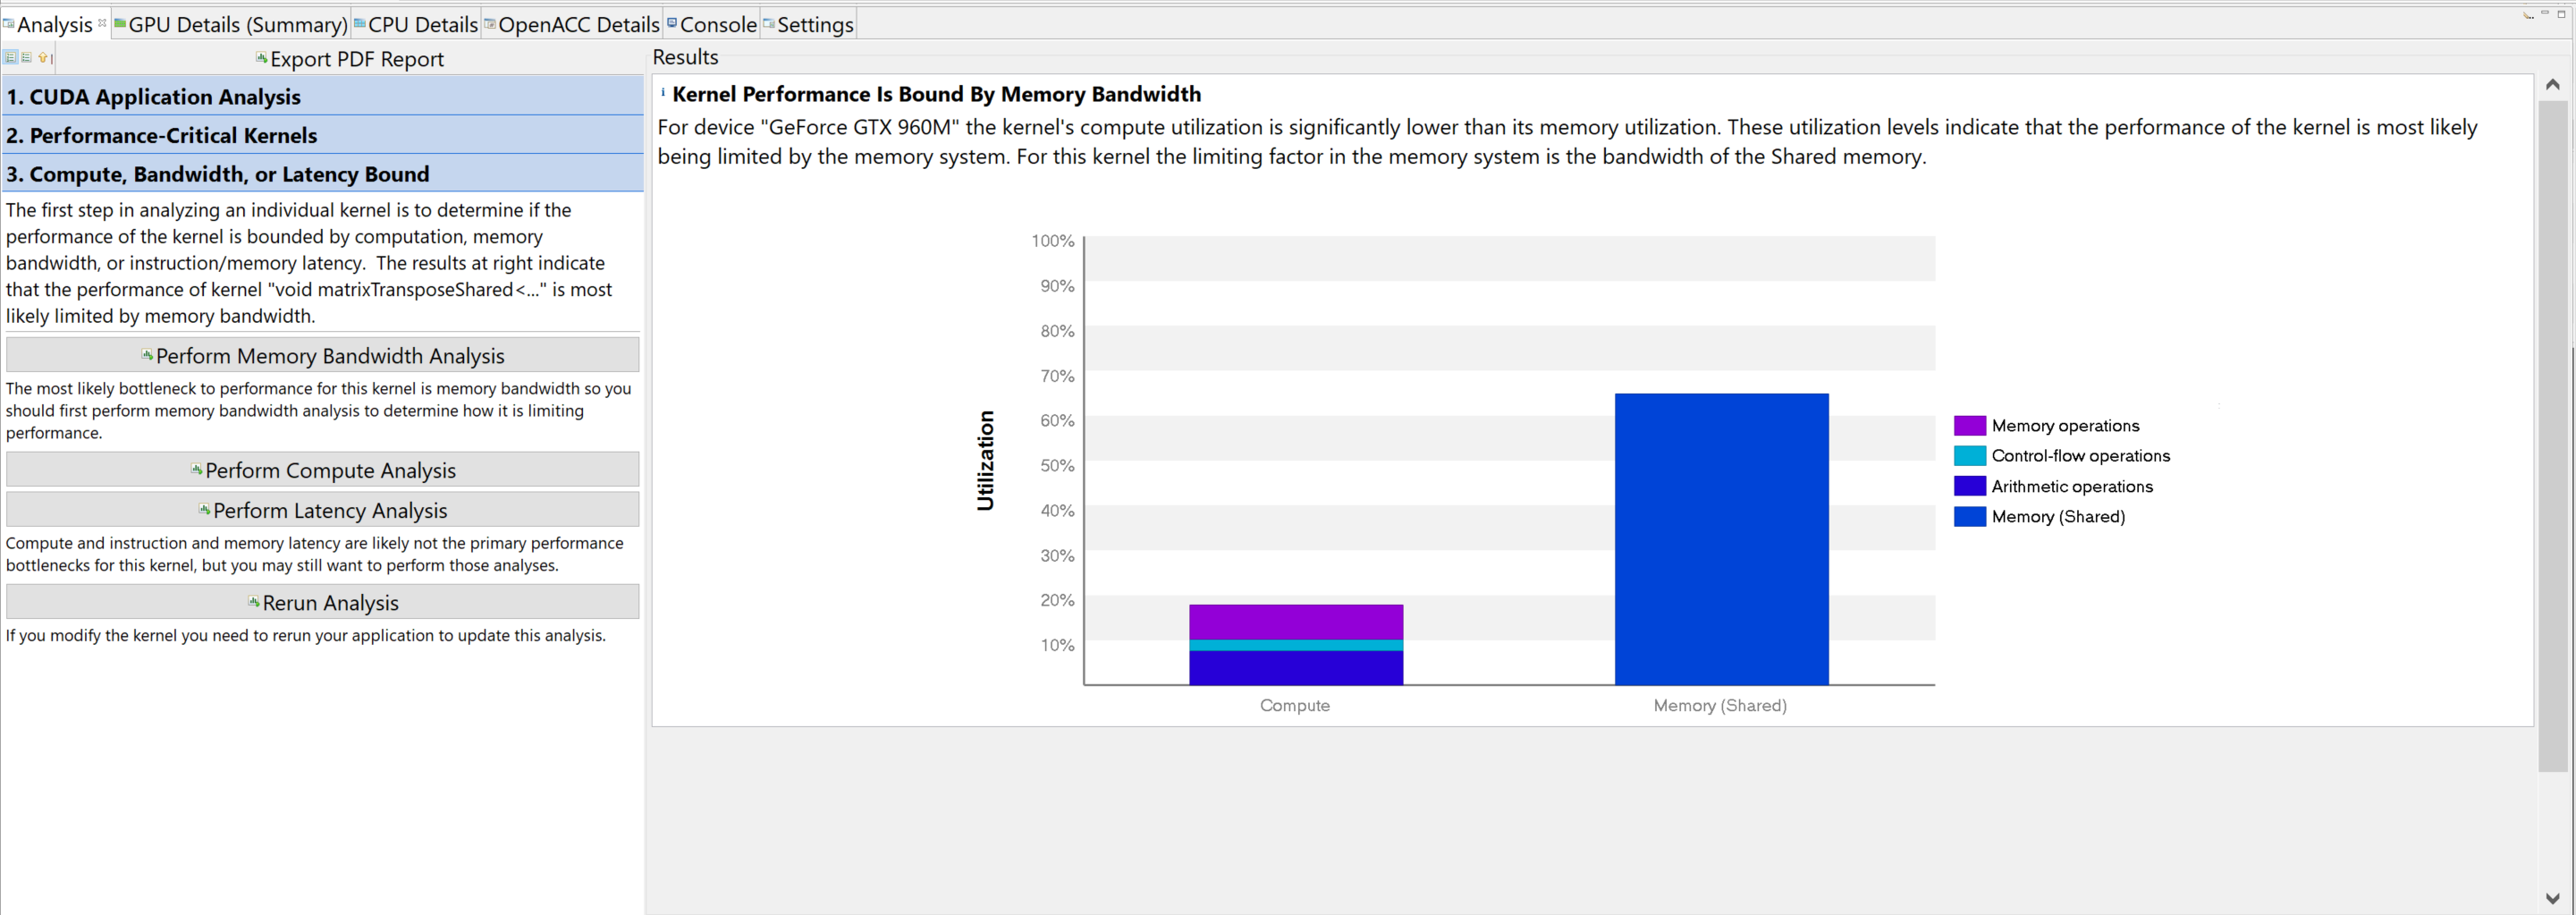 Analysis
GPU Details (Summary)
CPU Details
OpenACC Details
Console
Settings
Export PDF Report
1. CUDA Application Analysis
2. Performance-Critical Kernels
3. Compute, Bandwidth, or Latency Bound
The first step in analyzing an individual kernel is to determine if the
performance of the kernel is bounded by computation, memory
bandwidth, or instruction/memory latency.  The results at right indicate
that the performance of kernel "void matrixTransposeShared<..." is most
likely limited by memory bandwidth.
Perform Memory Bandwidth Analysis
The most likely bottleneck to performance for this kernel is memory bandwidth so you
should first perform memory bandwidth analysis to determine how it is limiting
performance.
Perform Compute Analysis
Perform Latency Analysis
Compute and instruction and memory latency are likely not the primary performance
bottlenecks for this kernel, but you may still want to perform those analyses.
Rerun Analysis
If you modify the kernel you need to rerun your application to update this analysis.
Results
i Kernel Performance Is Bound By Memory Bandwidth
For device "GeForce GTX 960M" the kernel's compute utilization is significantly lower than its memory utilization. These utilization levels indicate that the performance of the kernel is most likely
being limited by the memory system. For this kernel the limiting factor in the memory system is the bandwidth of the Shared memory.
Utilization
100%
90%
80%
70%
60%
50%
40%
30%
20%
10%
Compute
Memory (Shared)
Memory operations
Control-flow operations
Arithmetic operations
Memory (Shared)